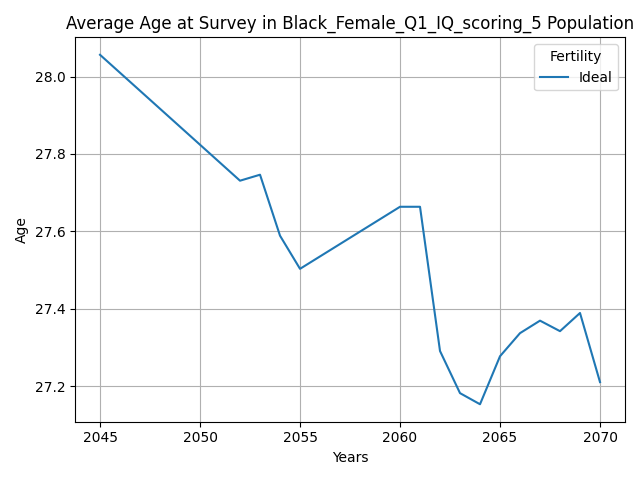 Average Age at Survey in Black_Female_Q1_IQ_scoring_5 Population
Fertility
Ideal
28.0
27.8
27.6
27.4
27.2
Age
2045 2050 2055 2060 2065 2070
Years